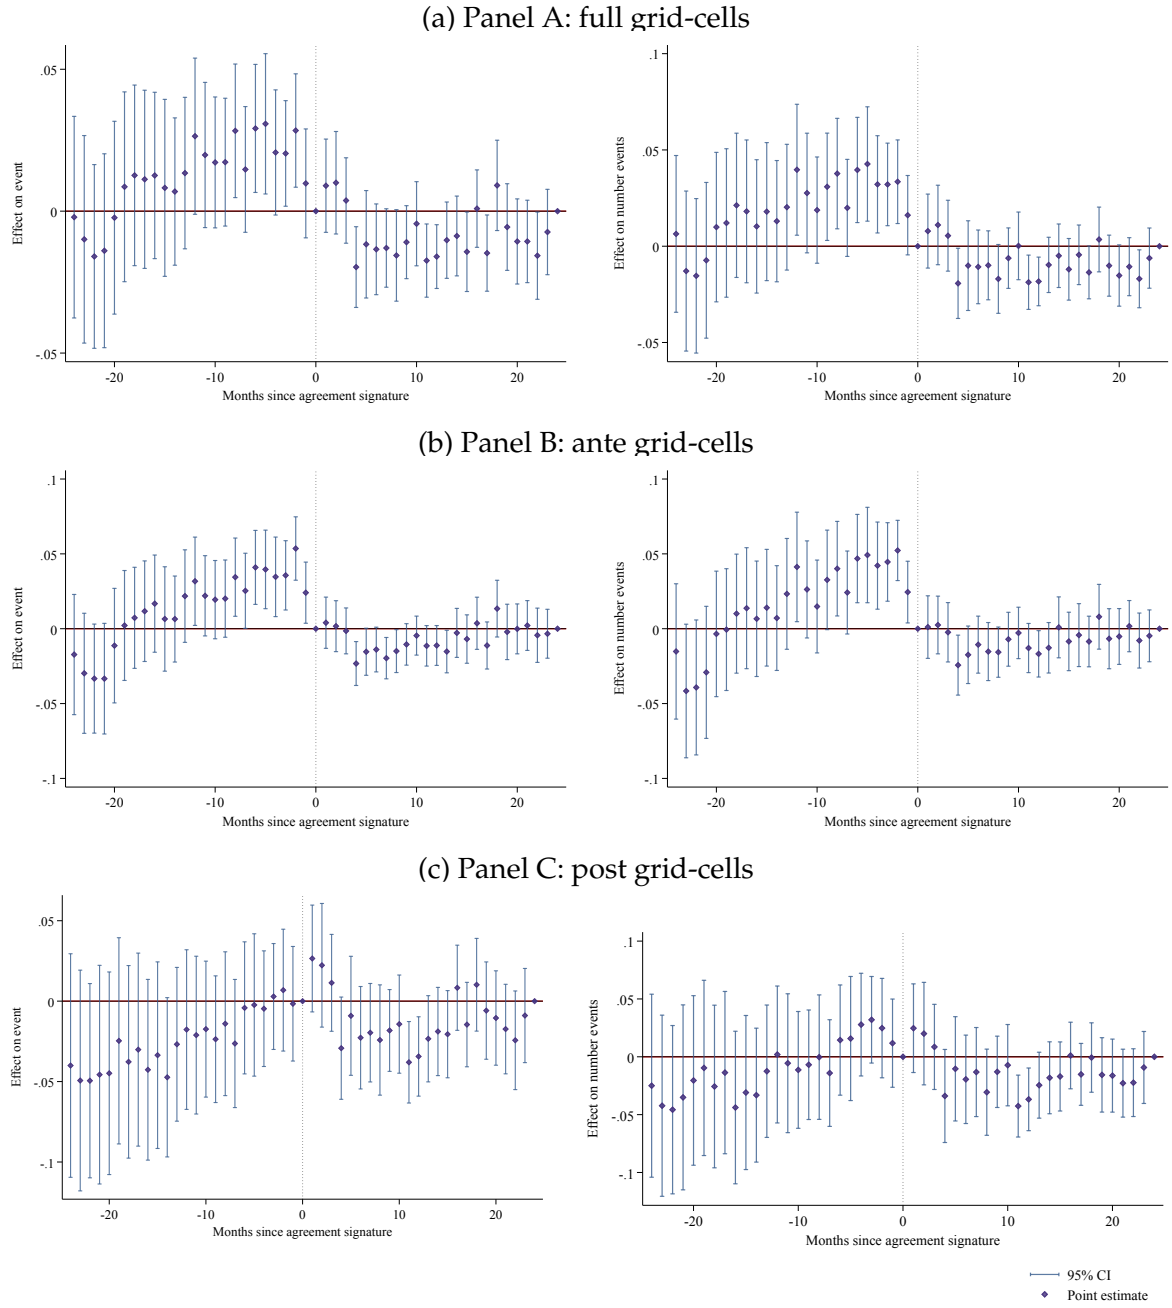 (a) Panel A: full grid-cells
Effect on event
.05
0
-.05
-20 -10 0 10 20
Months since agreement signature
Effect on number events
.1
.05
0
-.05
-20 -10 0 10 20
Months since agreement signature
(b) Panel B: ante grid-cells
Effect on event
.1
.05
0
-.05
-.1
-20 -10 0 10 20
Months since agreement signature
Effect on number events
.1
.05
0
-.05
-.1
-20 -10 0 10 20
Months since agreement signature
(c) Panel C: post grid-cells
Effect on event
.05
0
-.05
-.1
-20 -10 0 10 20
Months since agreement signature
Effect on number events
.1
.05
0
-.05
-.1
-20 -10 0 10 20
Months since agreement signature
95% CI
Point estimate